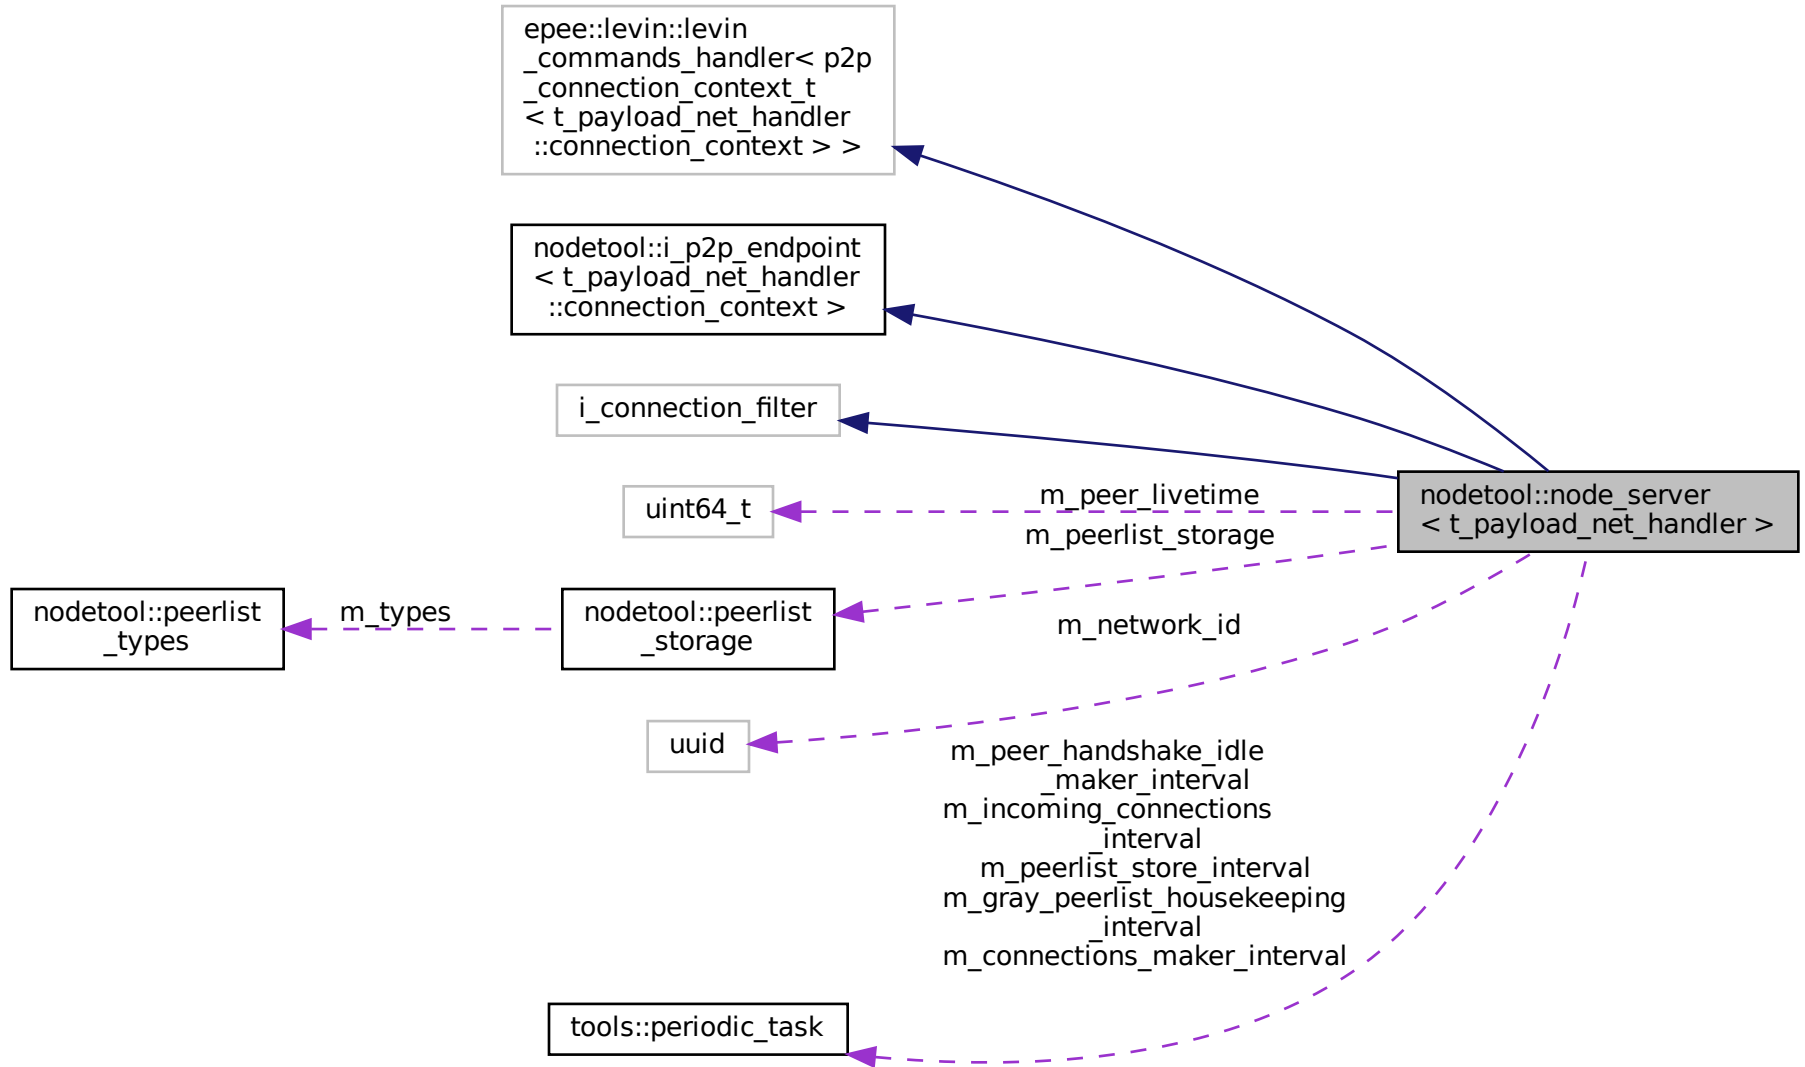 epee::levin::levin
_commands_handler< p2p
_connection_context_t
< t_payload_net_handler
::connection_context > >
nodetool::i_p2p_endpoint
< t_payload_net_handler
::connection_context >
i_connection_filter
uint64_t
m_peer_livetime
nodetool::node_server
< t_payload_net_handler >
m_peerlist_storage
nodetool::peerlist
_types
m_types
nodetool::peerlist
_storage
m_network_id
uuid
m_peer_handshake_idle
_maker_interval
m_incoming_connections
_interval
m_peerlist_store_interval
m_gray_peerlist_housekeeping
_interval
m_connections_maker_interval
tools::periodic_task